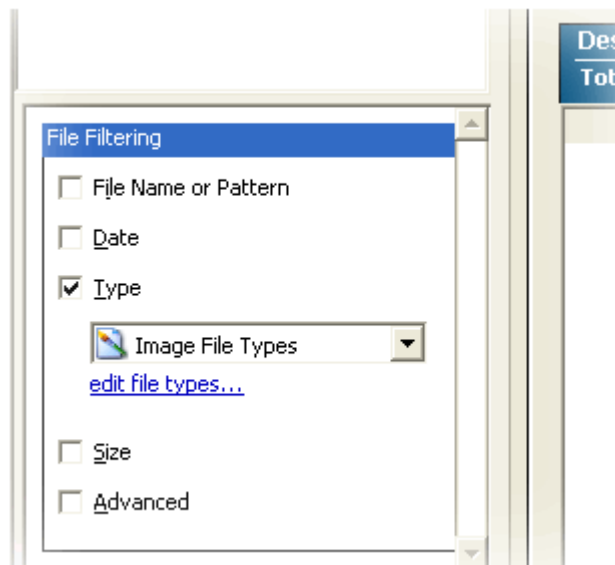 File Filtering
File Name or Pattern
Date
Type
Image File Types
edit file types...
Size
Advanced